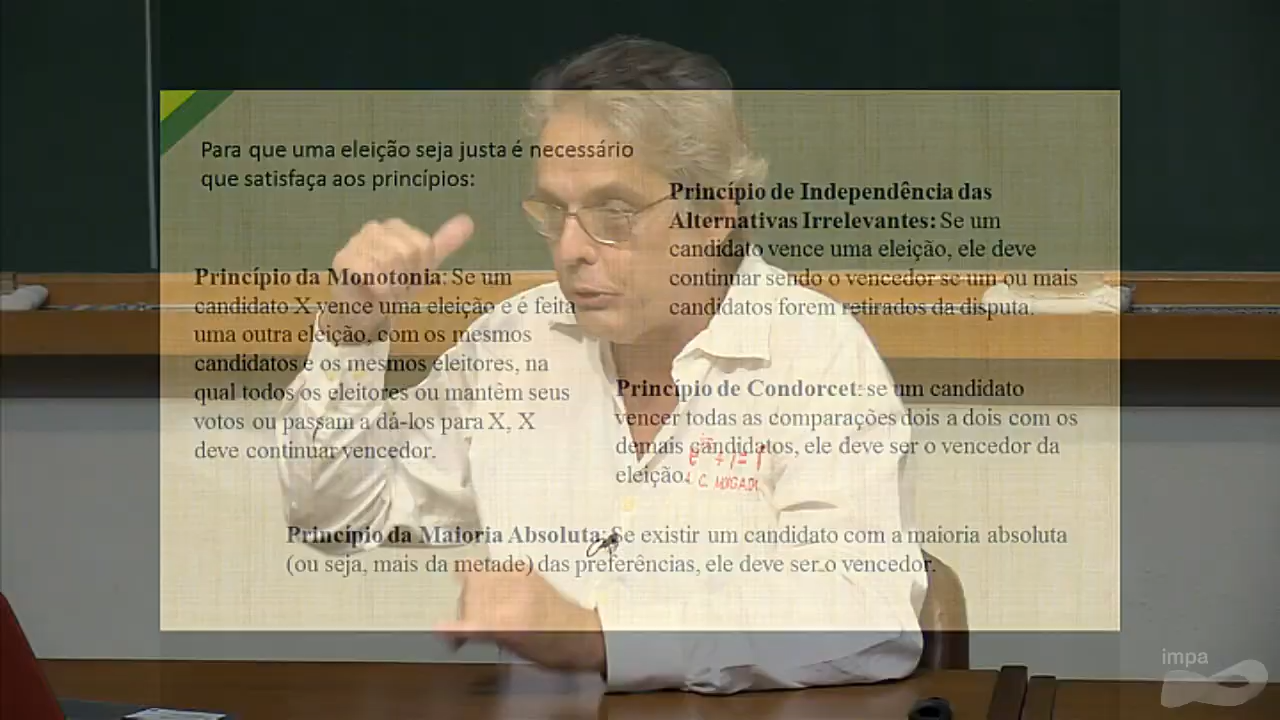 Para que uma eleição seja justa é necessário
que satisfaça aos princípios:
Princípio da Monotonia: Se um
candidato X vence uma eleição e é feita
uma outra eleição, com os mesmos
candidatos e os mesmos eleitores, na
qual todos os eleitores ou mantêm seus
votos ou passam a dá-los para X, X
deve continuar vencedor.
Princípio de Independência das
Alternativas Irrelevantes: Se um
candidato vence uma eleição, ele deve
continuar sendo o vencedor se um ou mais
candidatos forem retirados da disputa.
Princípio de Condorcet: se um candidato
vencer todas as comparações dois a dois com os
demais candidatos, ele deve ser o vencedor da
eleição.
C. MORGADO
Princípio da Maioria Absoluta: Se existir um candidato com a maioria absoluta
(ou seja, mais da metade) das preferências, ele deve ser o vencedor.
impa